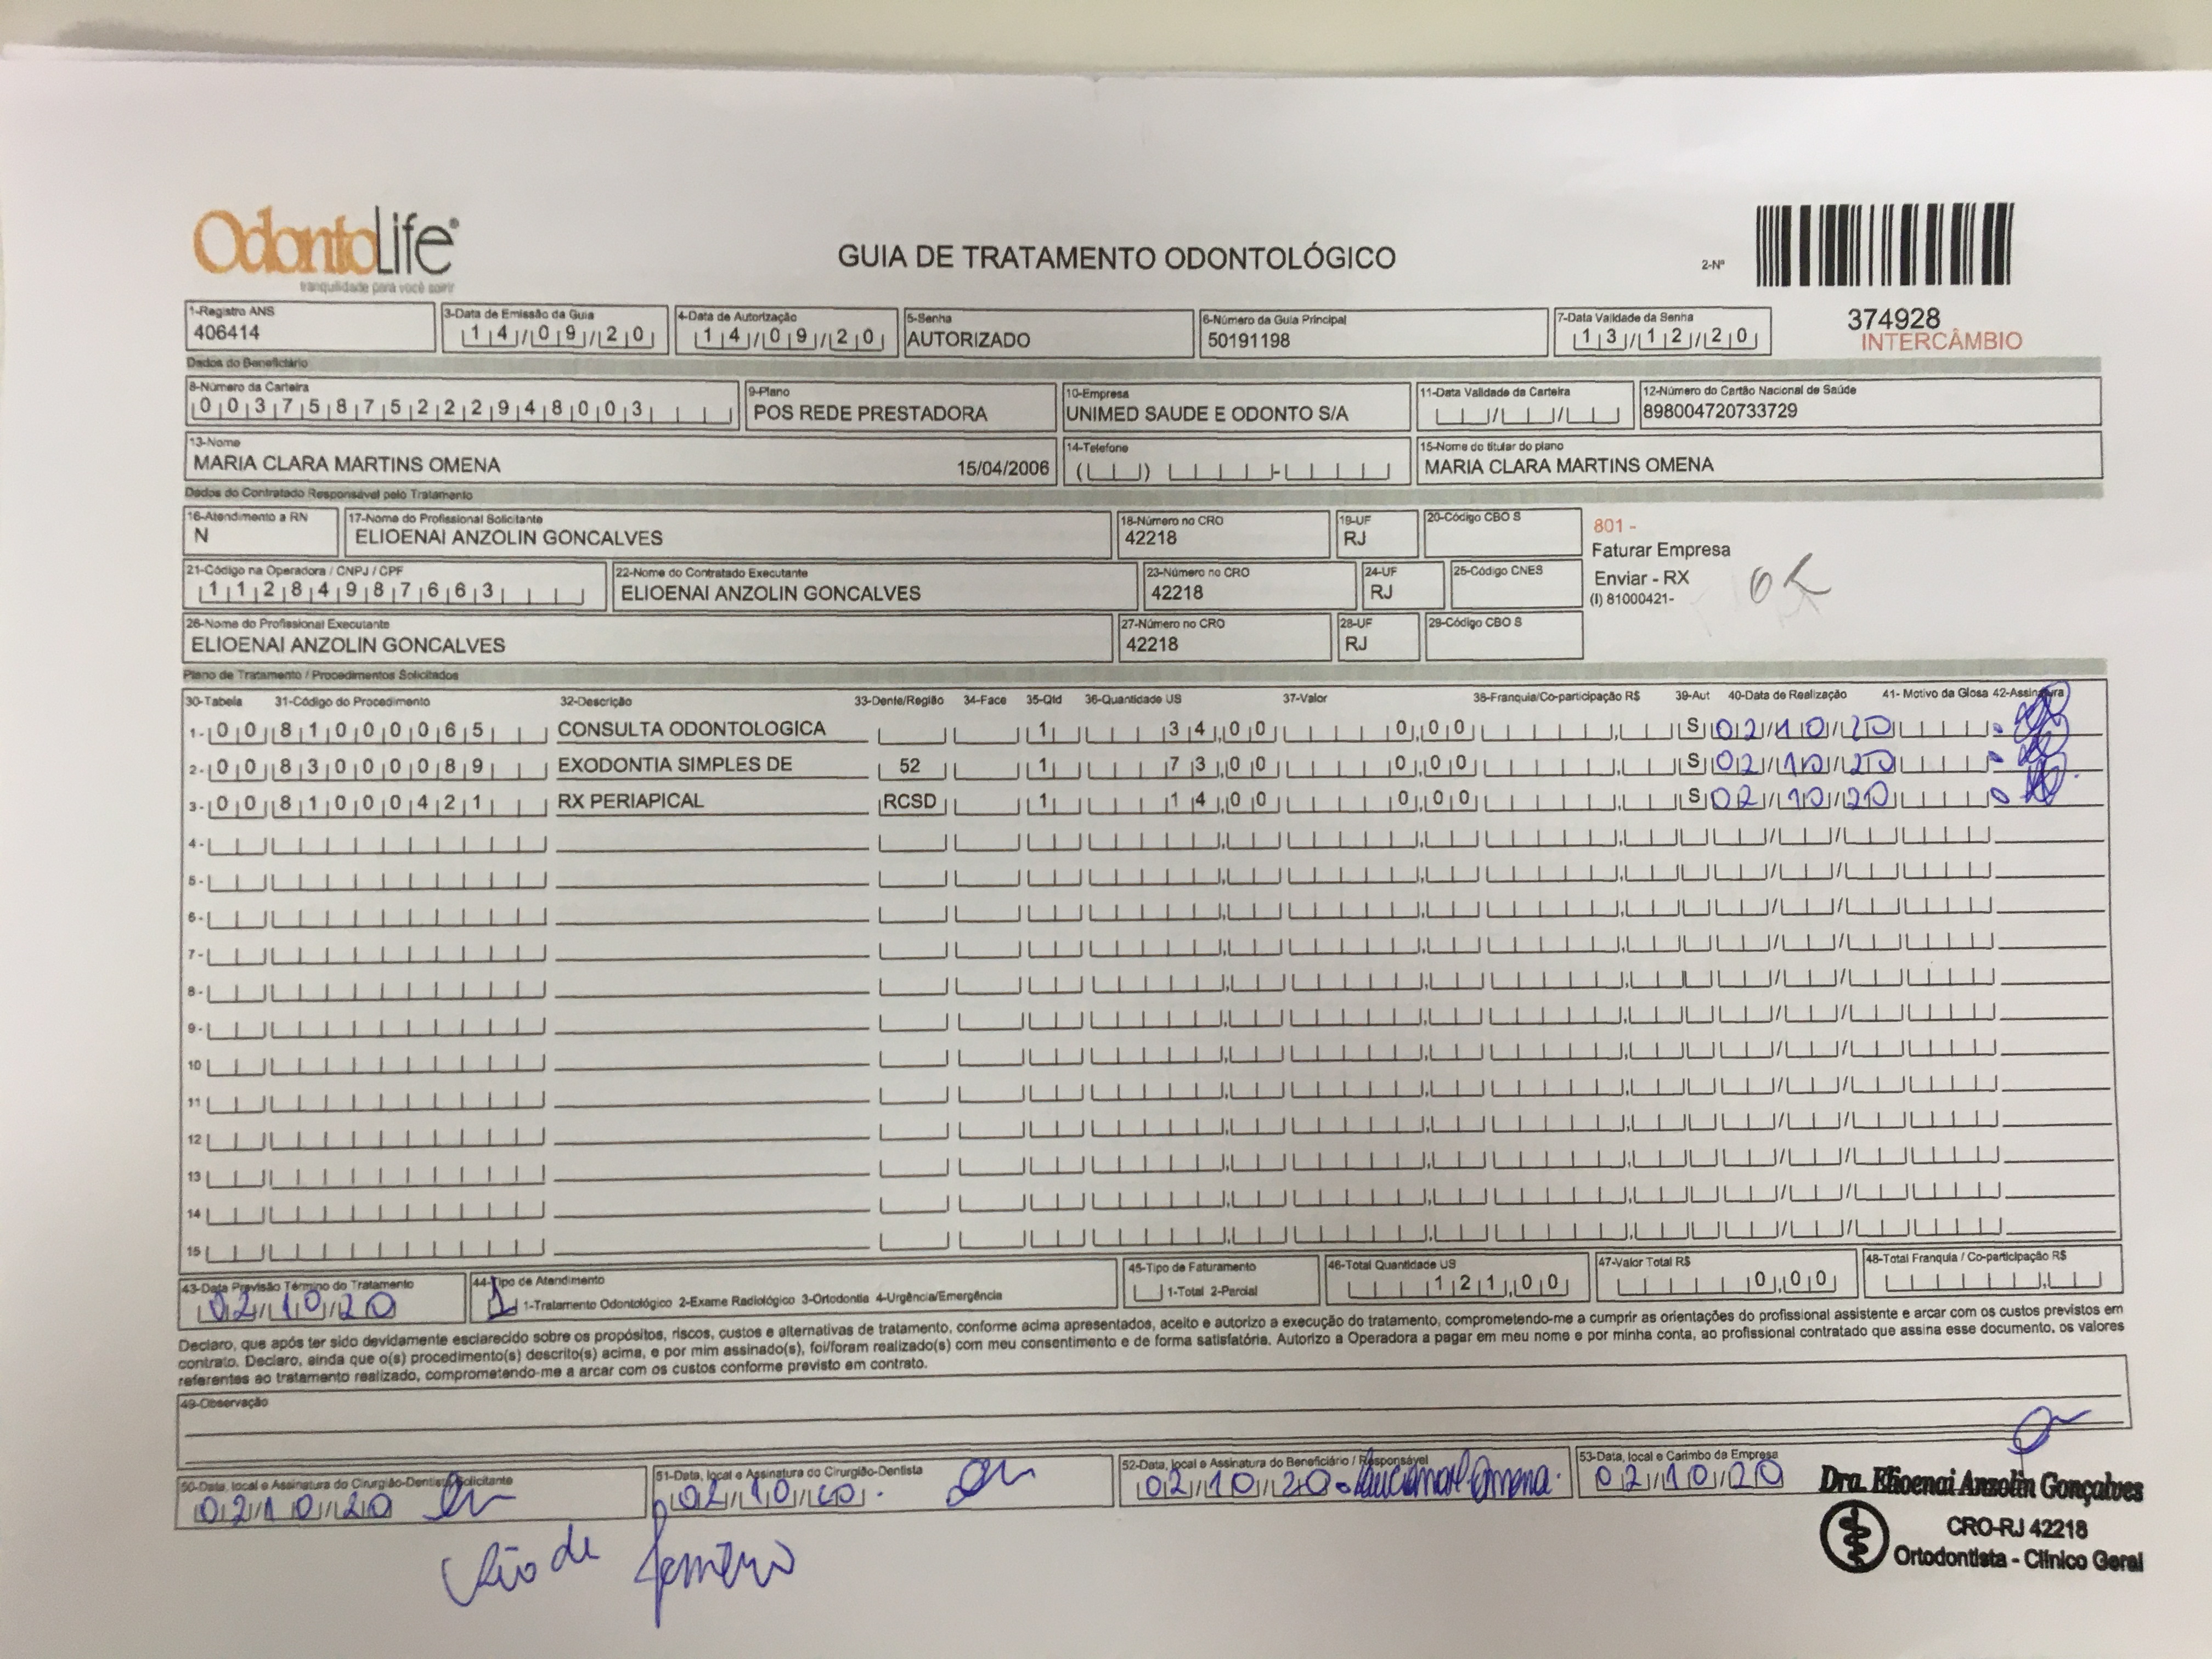 OdontoLife®
tranquilidade para você sorrir
GUIA DE TRATAMENTO ODONTOLÓGICO
2-Nº
374928
INTERCÂMBIO
1-Registro ANS
406414
3-Data de Emissão da Guia
14/09/20
4-Data de Autorização
14/09/20
5-Senha
AUTORIZADO
6-Número da Guia Principal
50191198
7-Data Validade da Senha
13/12/20
Dados do Beneficiário
8-Número da Carteira
00375875222948003
9-Plano
POS REDE PRESTADORA
10-Empresa
UNIMED SAUDE E ODONTO S/A
11-Data Validade da Carteira
12-Número do Cartão Nacional de Saúde
898004720733729
13-Nome
MARIA CLARA MARTINS OMENA 15/04/2006
14-Telefone
15-Nome do titular do plano
MARIA CLARA MARTINS OMENA
Dados do Contratado Responsável pelo Tratamento
16-Atendimento a RN
N
17-Nome do Profissional Solicitante
ELIOENAI ANZOLIN GONCALVES
18-Número no CRO
42218
19-UF
RJ
20-Código CBO S
801 -
Faturar Empresa
Enviar - RX
(I) 81000421-
OK
21-Código na Operadora / CNPJ / CPF
11284987663
22-Nome do Contratado Executante
ELIOENAI ANZOLIN GONCALVES
23-Número no CRO
42218
24-UF
RJ
25-Código CNES
26-Nome do Profissional Executante
ELIOENAI ANZOLIN GONCALVES
27-Número no CRO
42218
28-UF
RJ
29-Código CBO S
Plano de Tratamento / Procedimentos Solicitados
30-Tabela 31-Código do Procedimento 32-Descrição 33-Dente/Região 34-Face 35-Qtd 36-Quantidade US 37-Valor 38-Franquia/Co-participação R$ 39-Aut 40-Data de Realização 41- Motivo da Glosa 42-Assinatura
1- 00 81000065 CONSULTA ODONTOLOGICA 1 34,00 0,00 S 02/10/20
2- 00 83000089 EXODONTIA SIMPLES DE 52 1 73,00 0,00 S 02/10/20
3- 00 81000421 RX PERIAPICAL RCSD 1 14,00 0,00 S 02/10/20
4-
5-
6-
7-
8-
9-
10
11
12
13
14
15
43-Data Previsão Término do Tratamento
02/10/20
44-Tipo de Atendimento
1 1-Tratamento Odontológico 2-Exame Radiológico 3-Ortodontia 4-Urgência/Emergência
45-Tipo de Faturamento
1-Total 2-Parcial
46-Total Quantidade US
121,00
47-Valor Total R$
0,00
48-Total Franquia / Co-participação R$
Declaro, que após ter sido devidamente esclarecido sobre os propósitos, riscos, custos e alternativas de tratamento, conforme acima apresentados, aceito e autorizo a execução do tratamento, comprometendo-me a cumprir as orientações do profissional assistente e arcar com os custos previstos em
contrato. Declaro, ainda que o(s) procedimento(s) descrito(s) acima, e por mim assinado(s), foi/foram realizado(s) com meu consentimento e de forma satisfatória. Autorizo a Operadora a pagar em meu nome e por minha conta, ao profissional contratado que assina esse documento, os valores
referentes ao tratamento realizado, comprometendo-me a arcar com os custos conforme previsto em contrato.
49-Observação
50-Data, local e Assinatura do Cirurgião-Dentista Solicitante
02/10/20
51-Data, local e Assinatura do Cirurgião-Dentista
02/10/20.
52-Data, local e Assinatura do Beneficiário / Responsável
02/10/20 - Omena.
53-Data, local e Carimbo da Empresa
02/10/20
Dra. Elioenai Anzolin Gonçalves
CRO-RJ 42218
Ortodontista - Clínico Geral
Rio de Janeiro